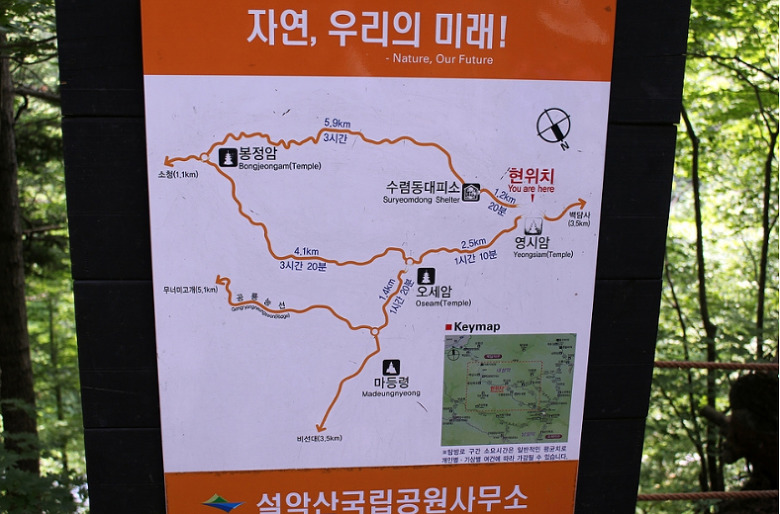 자연, 우리의 미래!
- Nature, Our Future
5.9km
3시간
N
봉정암
Bongjeongam(Temple)
소청(1.1km)
수렴동대피소
Suryeomdong Shelter
1.2km
20분
현위치
You are here
백담사
(3.5km)
영시암
Yeongsiam(Temple)
2.5km
1시간 10분
4.1km
3시간 20분
오세암
Oseam(Temple)
무너미고개(5.1km)
공룡능선
1.4km
1시간 20분
마등령
Madeungnyeong
비선대(3.5km)
Keymap
※탐방로 구간 소요시간은 일반적인 평균치로
개인별·기상별 여건에 따라 가감될 수 있습니다.
설악산국립공원사무소